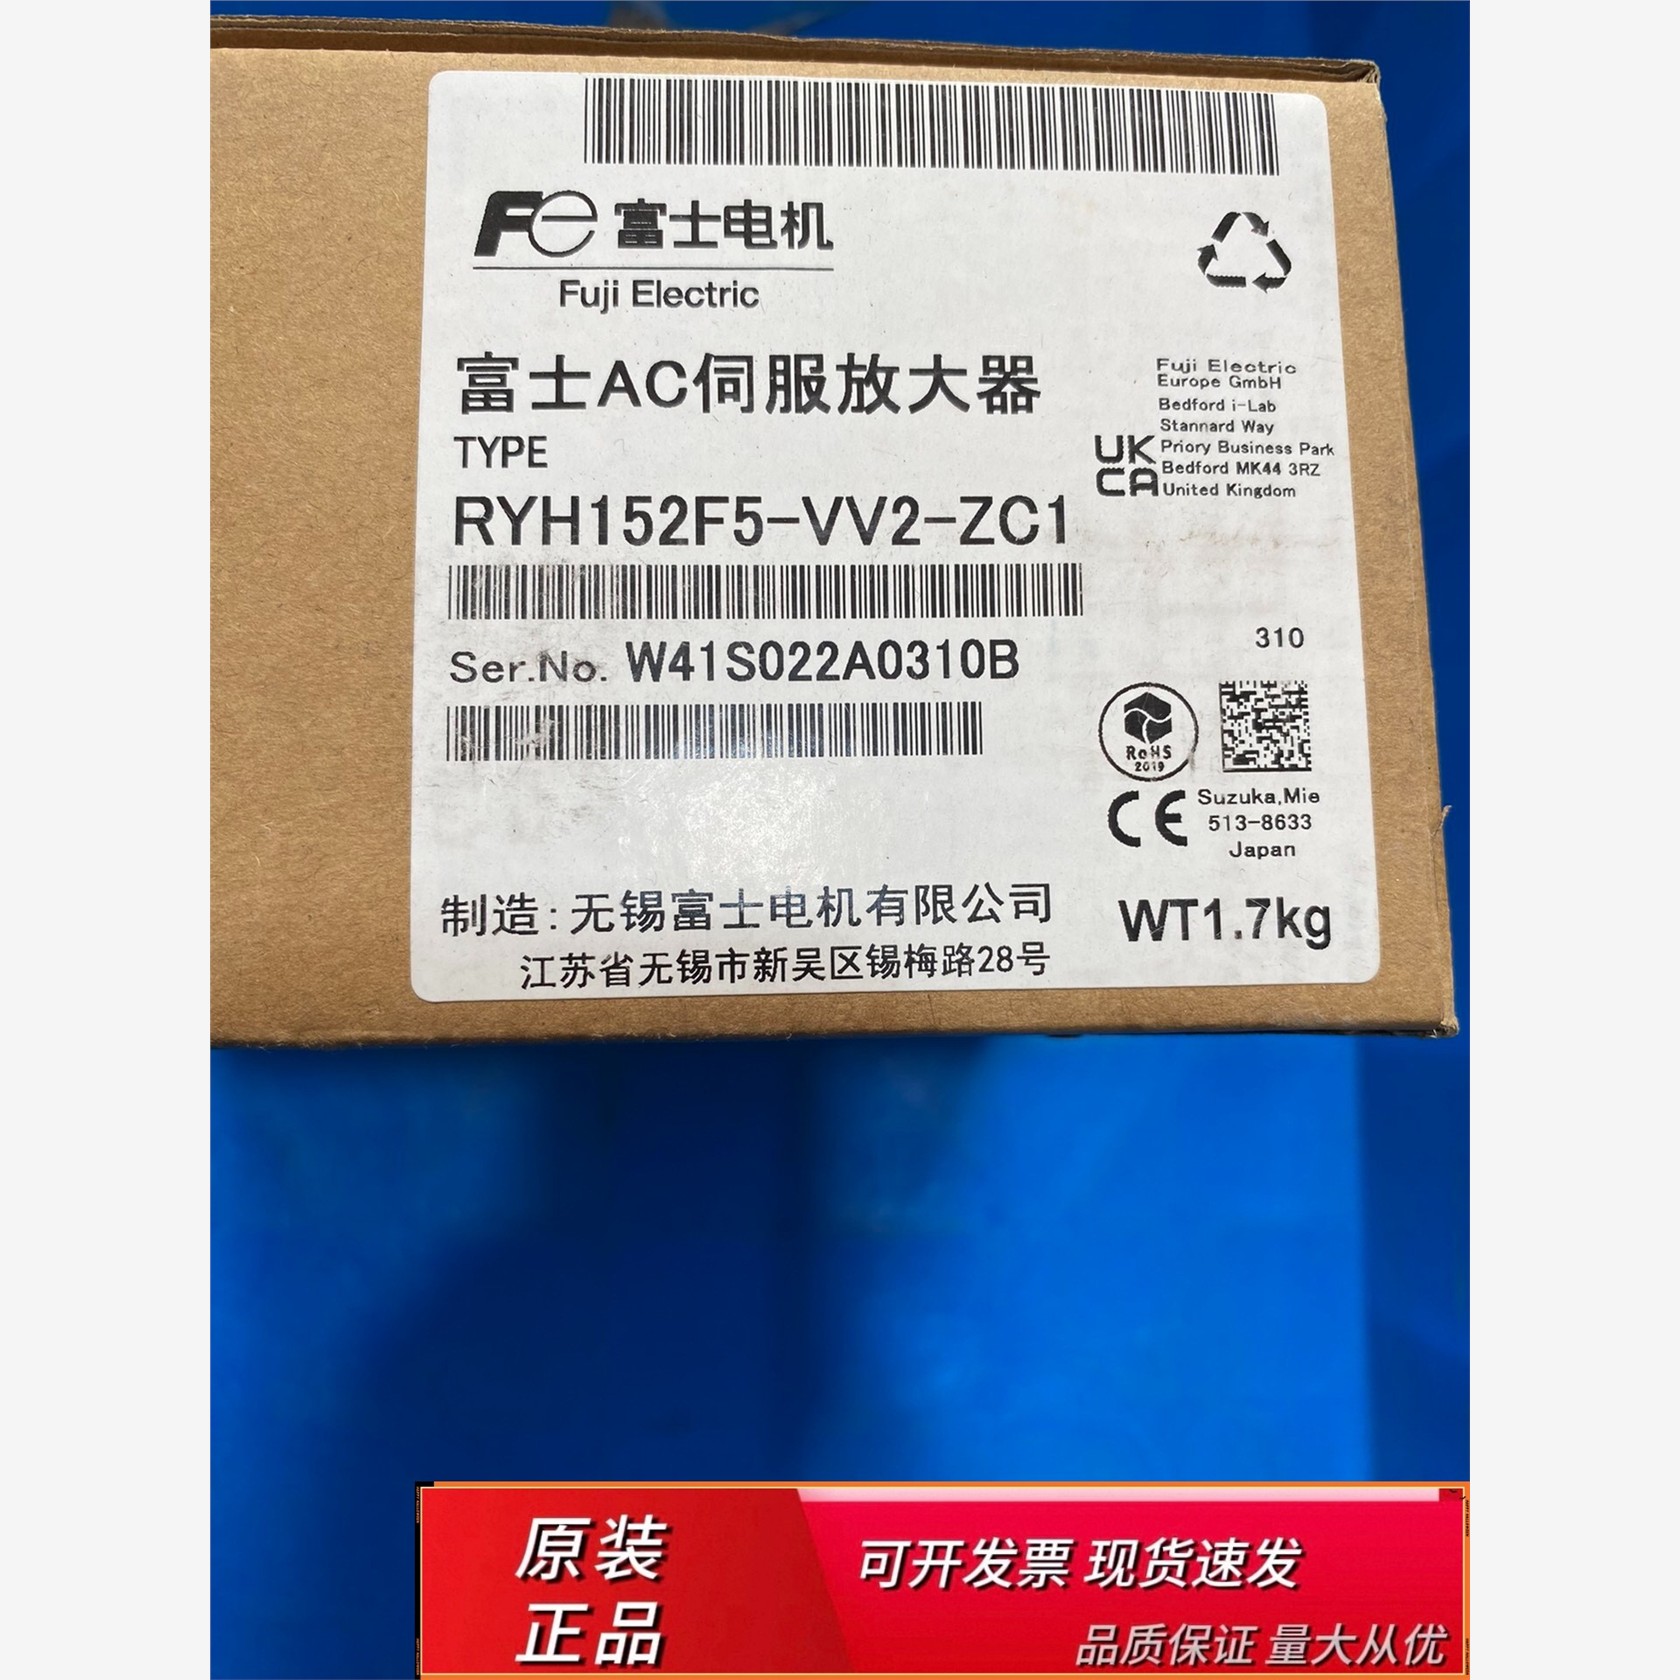 Fe 富士电机
Fuji Electric
富士AC伺服放大器
TYPE
RYH152F5-VV2-ZC1
Ser.No. W41S022A0310B
Fuji Electric
Europe GmbH
Bedford i-Lab
Stannard Way
Priory Business Park
Bedford MK44 3RZ
United Kingdom
UK
CA
310
RoHS
2019
CE
Suzuka,Mie
513-8633
Japan
制造:无锡富士电机有限公司
江苏省无锡市新吴区锡梅路28号
WT1.7kg
原装
正品
可开发票 现货速发
品质保证 量大从优